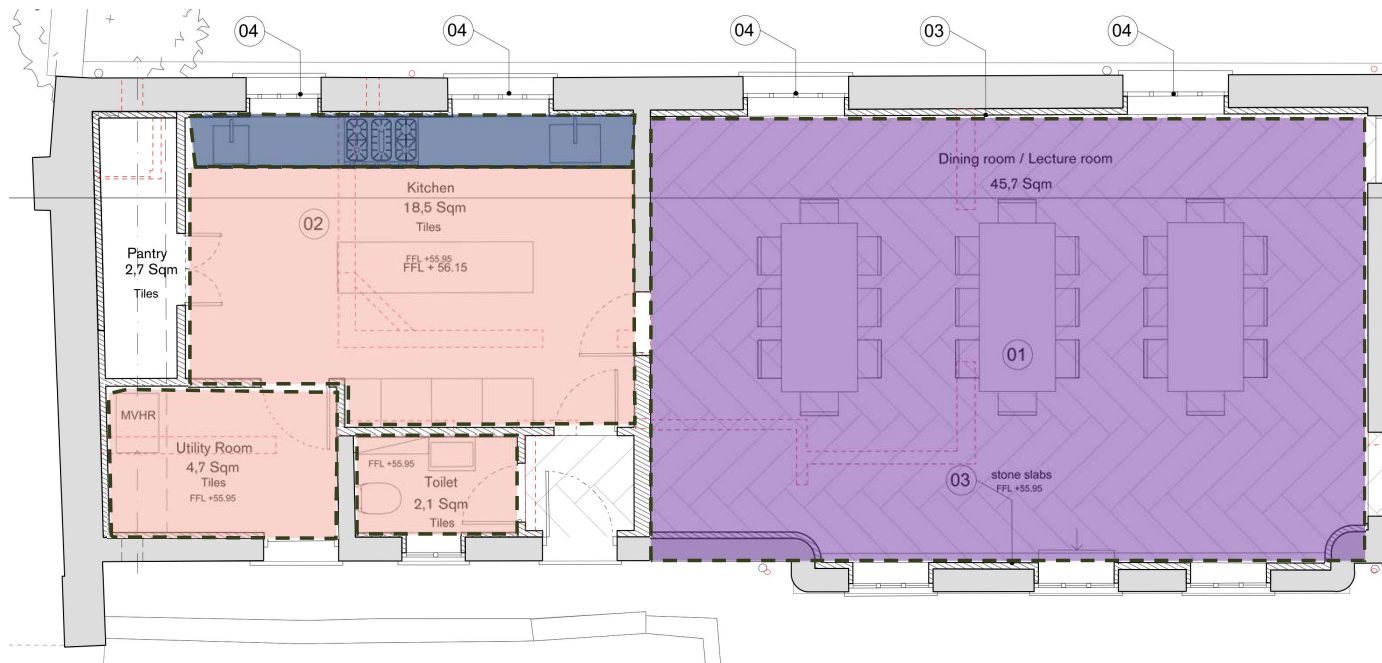 04
04
04
03
04
Dining room / Lecture room
45,7 Sqm
Kitchen
18,5 Sqm
Tiles
02
Pantry
2,7 Sqm
Tiles
FFL +55.95
FFL + 56.15
01
MVHR
Utility Room
4,7 Sqm
Tiles
FFL +55.95
FFL +55.95
Toilet
2,1 Sqm
Tiles
03
stone slabs
FFL +55.95